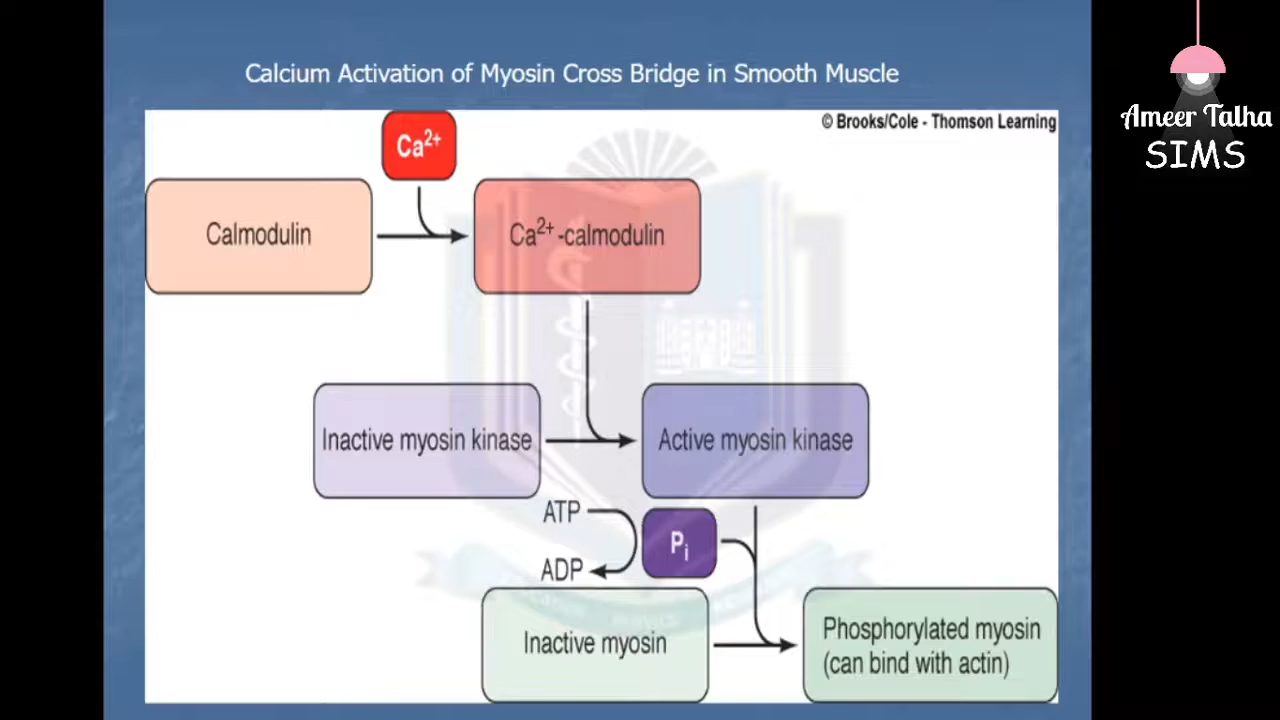 Calcium Activation of Myosin Cross Bridge in Smooth Muscle
Ameer Talha
SIMS
© Brooks/Cole - Thomson Learning
Ca²⁺
Calmodulin
Ca²⁺-calmodulin
Inactive myosin kinase
Active myosin kinase
ATP
Pᵢ
ADP
Inactive myosin
Phosphorylated myosin
(can bind with actin)